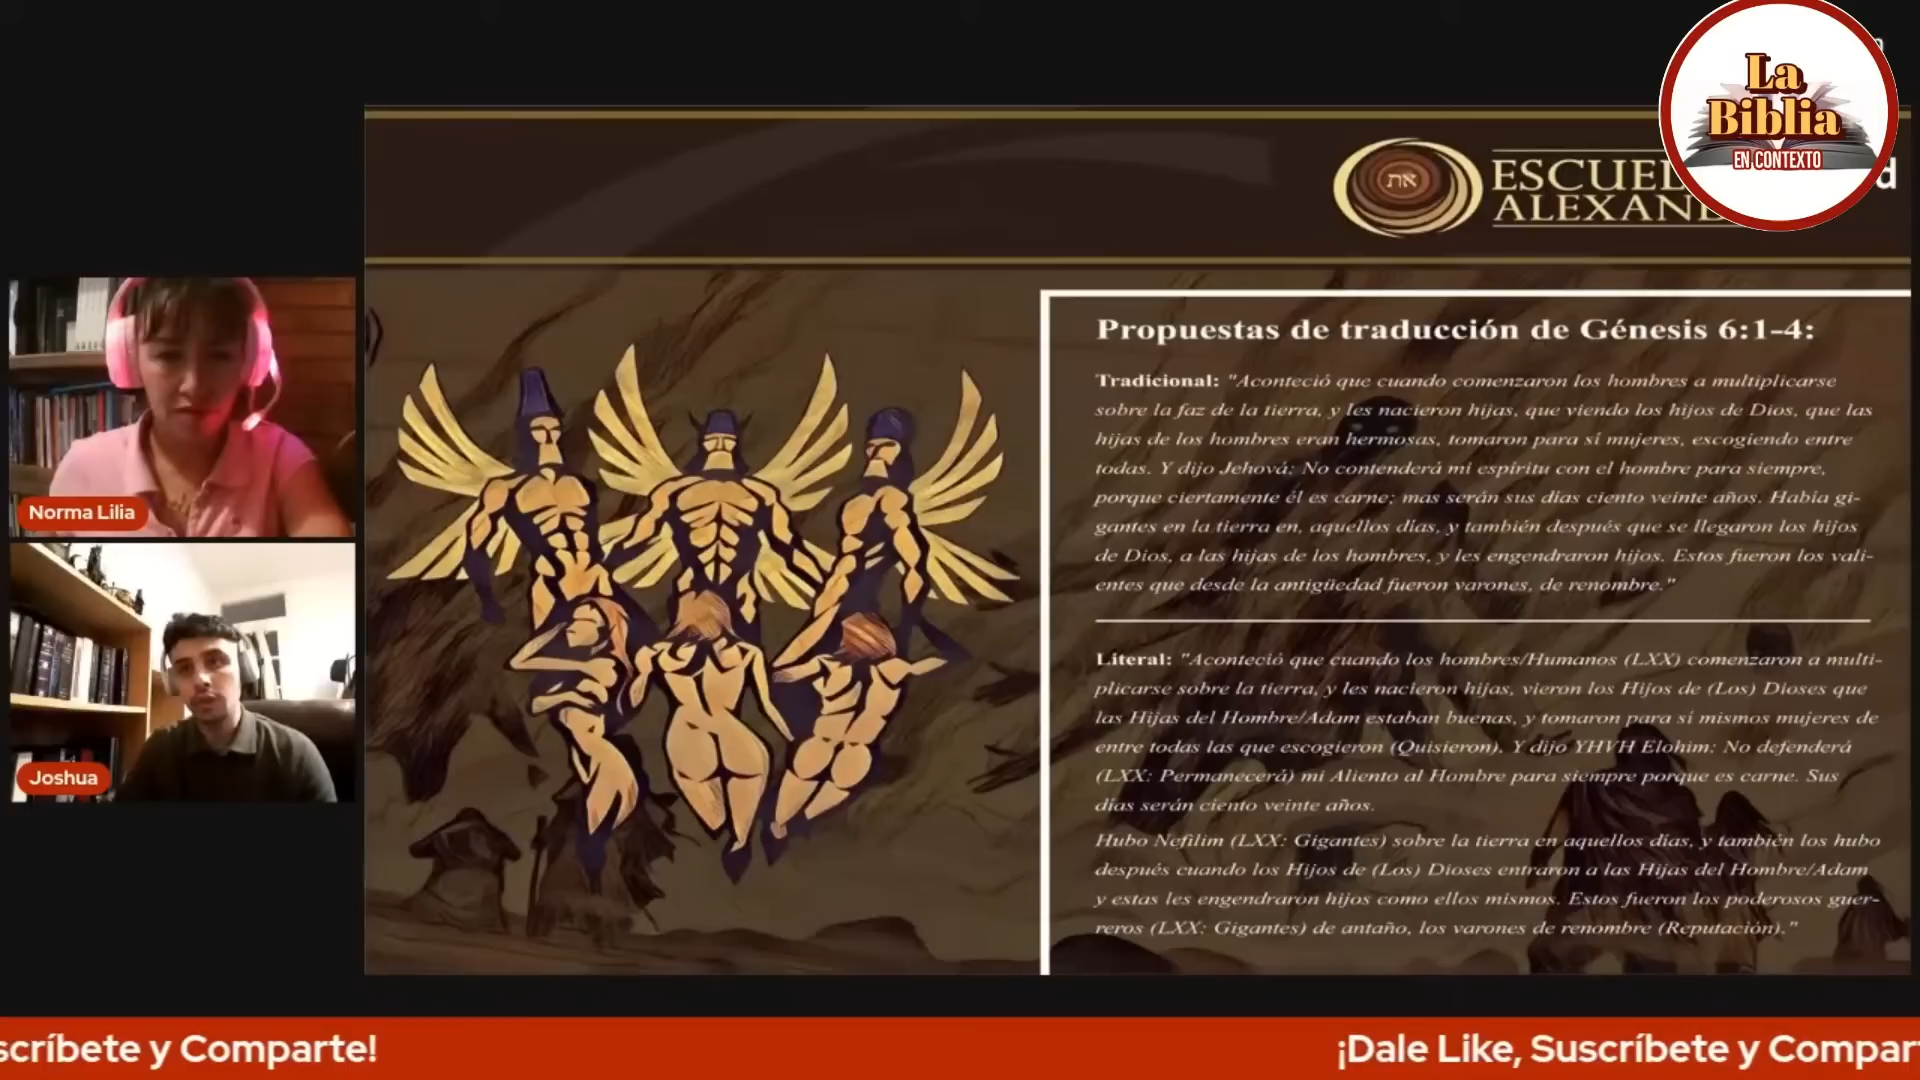 La
Biblia
EN CONTEXTO
את
ESCUEL
ALEXAN
d
Propuestas de traducción de Génesis 6:1-4:
Tradicional: "Aconteció que cuando comenzaron los hombres a multiplicarse
sobre la faz de la tierra, y les nacieron hijas, que viendo los hijos de Dios, que las
hijas de los hombres eran hermosas, tomaron para sí mujeres, escogiendo entre
todas. Y dijo Jehová: No contenderá mi espíritu con el hombre para siempre,
porque ciertamente él es carne; mas serán sus días ciento veinte años. Había gi-
gantes en la tierra en, aquellos días, y también después que se llegaron los hijos
de Dios, a las hijas de los hombres, y les engendraron hijos. Estos fueron los vali-
entes que desde la antigüedad fueron varones, de renombre."
Literal: "Aconteció que cuando los hombres/Humanos (LXX) comenzaron a multi-
plicarse sobre la tierra, y les nacieron hijas, vieron los Hijos de (Los) Dioses que
las Hijas del Hombre/Adam estaban buenas, y tomaron para sí mismos mujeres de
entre todas las que escogieron (Quisieron). Y dijo YHVH Elohim: No defenderá
(LXX: Permanecerá) mi Aliento al Hombre para siempre porque es carne. Sus
días serán ciento veinte años.
Hubo Nefilim (LXX: Gigantes) sobre la tierra en aquellos días, y también los hubo
después cuando los Hijos de (Los) Dioses entraron a las Hijas del Hombre/Adam
y estas les engendraron hijos como ellos mismos. Estos fueron los poderosos guer-
reros (LXX: Gigantes) de antaño, los varones de renombre (Reputación)."
Norma Lilia
Joshua
scríbete y Comparte!
¡Dale Like, Suscríbete y Compar